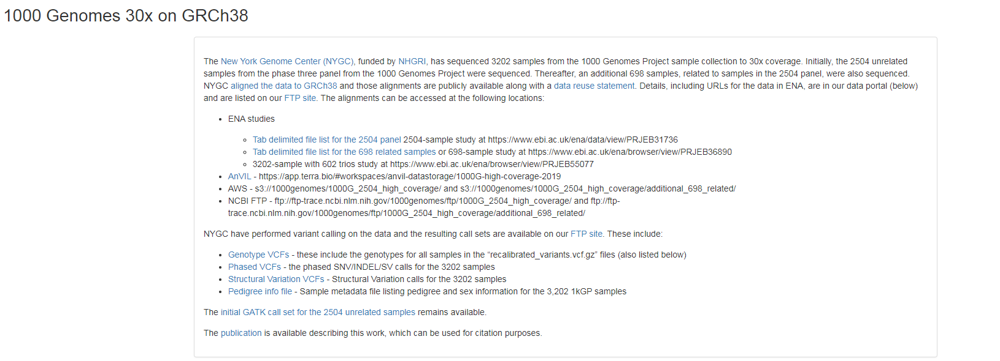 1000 Genomes 30x on GRCh38
The New York Genome Center (NYGC), funded by NHGRI, has sequenced 3202 samples from the 1000 Genomes Project sample collection to 30x coverage. Initially, the 2504 unrelated
samples from the phase three panel from the 1000 Genomes Project were sequenced. Thereafter, an additional 698 samples, related to samples in the 2504 panel, were also sequenced.
NYGC aligned the data to GRCh38 and those alignments are publicly available along with a data reuse statement. Details, including URLs for the data in ENA, are in our data portal (below)
and are listed on our FTP site. The alignments can be accessed at the following locations:
• ENA studies
◦ Tab delimited file list for the 2504 panel 2504-sample study at https://www.ebi.ac.uk/ena/data/view/PRJEB31736
◦ Tab delimited file list for the 698 related samples or 698-sample study at https://www.ebi.ac.uk/ena/browser/view/PRJEB36890
◦ 3202-sample with 602 trios study at https://www.ebi.ac.uk/ena/browser/view/PRJEB55077
• AnVIL - https://app.terra.bio/#workspaces/anvil-datastorage/1000G-high-coverage-2019
• AWS - s3://1000genomes/1000G_2504_high_coverage/ and s3://1000genomes/1000G_2504_high_coverage/additional_698_related/
• NCBI FTP - ftp://ftp-trace.ncbi.nlm.nih.gov/1000genomes/ftp/1000G_2504_high_coverage/ and ftp://ftp-
trace.ncbi.nlm.nih.gov/1000genomes/ftp/1000G_2504_high_coverage/additional_698_related/
NYGC have performed variant calling on the data and the resulting call sets are available on our FTP site. These include:
• Genotype VCFs - these include the genotypes for all samples in the “recalibrated_variants.vcf.gz” files (also listed below)
• Phased VCFs - the phased SNV/INDEL/SV calls for the 3202 samples
• Structural Variation VCFs - Structural Variation calls for the 3202 samples
• Pedigree info file - Sample metadata file listing pedigree and sex information for the 3,202 1kGP samples
The initial GATK call set for the 2504 unrelated samples remains available.
The publication is available describing this work, which can be used for citation purposes.